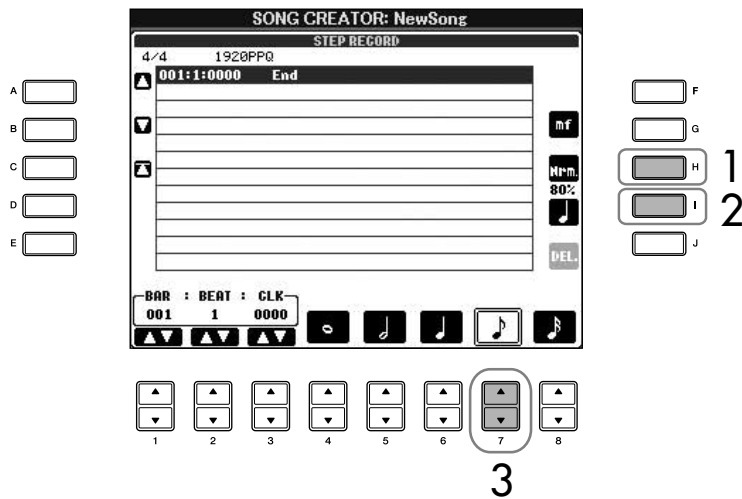 SONG CREATOR: NewSong
STEP RECORD
4/4 1920PPQ
001:1:0000 End
A
F
B
mf
G
C
Nrm.
H
1
80%
D
I
2
E
DEL.
J
BAR : BEAT : CLK
001 1 0000
1 2 3 4 5 6 7 8
3